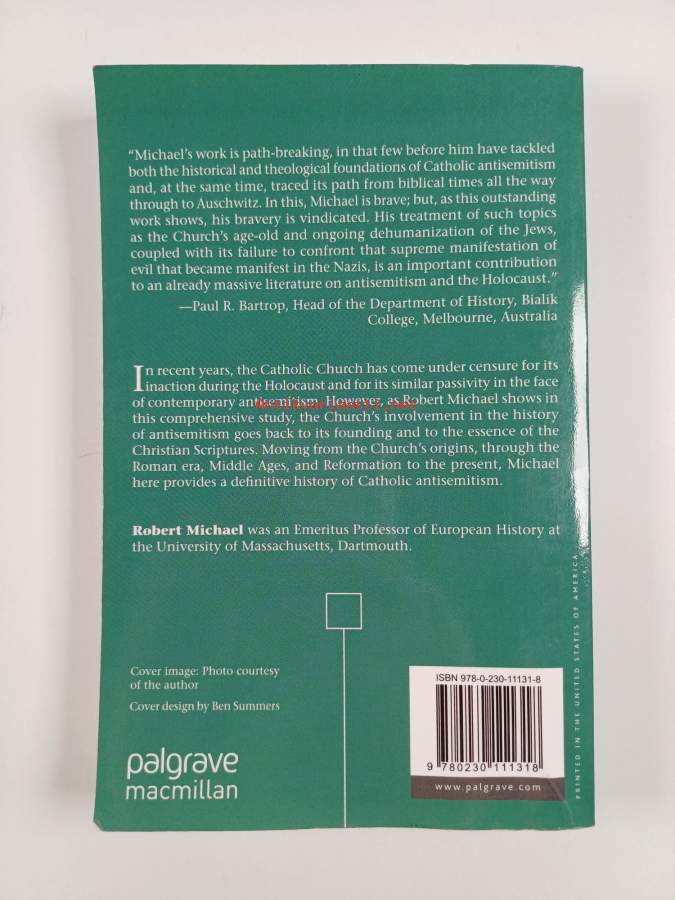 “Michael’s work is path-breaking, in that few before him have tackled
both the historical and theological foundations of Catholic antisemitism
and, at the same time, traced its path from biblical times all the way
through to Auschwitz. In this, Michael is brave; but, as this outstanding
work shows, his bravery is vindicated. His treatment of such topics
as the Church’s age-old and ongoing dehumanization of the Jews,
coupled with its failure to confront that supreme manifestation of
evil that became manifest in the Nazis, is an important contribution
to an already massive literature on antisemitism and the Holocaust.”
—Paul R. Bartrop, Head of the Department of History, Bialik
College, Melbourne, Australia
In recent years, the Catholic Church has come under censure for its
inaction during the Holocaust and for its similar passivity in the face
of contemporary antisemitism. However, as Robert Michael shows in
this comprehensive study, the Church’s involvement in the history
of antisemitism goes back to its founding and to the essence of the
Christian Scriptures. Moving from the Church’s origins, through the
Roman era, Middle Ages, and Reformation to the present, Michael
here provides a definitive history of Catholic antisemitism.
Robert Michael was an Emeritus Professor of European History at
the University of Massachusetts, Dartmouth.
Cover image: Photo courtesy
of the author
Cover design by Ben Summers
palgrave
macmillan
ISBN 978-0-230-11131-8
9 780230 111318
www.palgrave.com
PRINTED IN THE UNITED STATES OF AMERICA